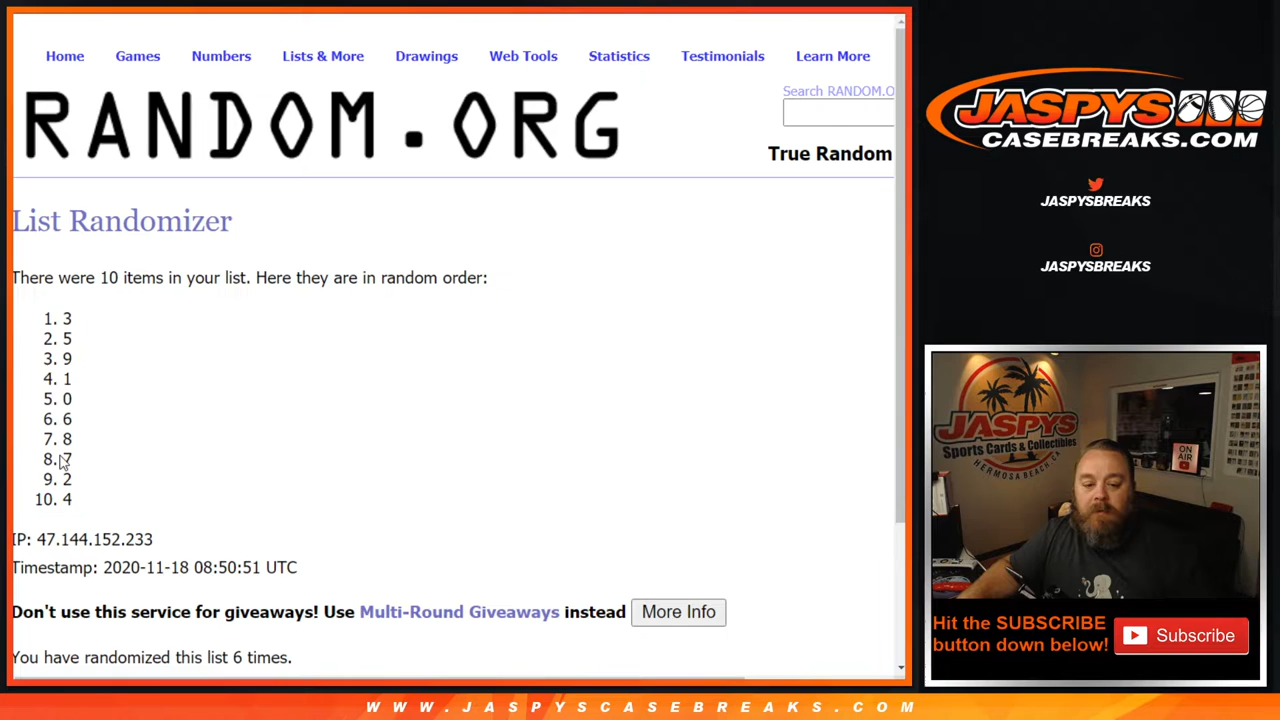 Home Games Numbers Lists & More Drawings Web Tools Statistics Testimonials Learn More
RANDOM.ORG
Search RANDOM.O
True Random
List Randomizer
There were 10 items in your list. Here they are in random order:
1. 3
2. 5
3. 9
4. 1
5. 0
6. 6
7. 8
8. 7
9. 2
10. 4
IP: 47.144.152.233
Timestamp: 2020-11-18 08:50:51 UTC
Don't use this service for giveaways! Use Multi-Round Giveaways instead More Info
You have randomized this list 6 times.
JASPYS
CASEBREAKS.COM
JASPYSBREAKS
JASPYSBREAKS
JASPYS
Sports Cards & Collectibles
HERMOSA BEACH, CA
ON AIR
Hit the SUBSCRIBE
button down below!
Subscribe
WWW.JASPYSCASEBREAKS.COM